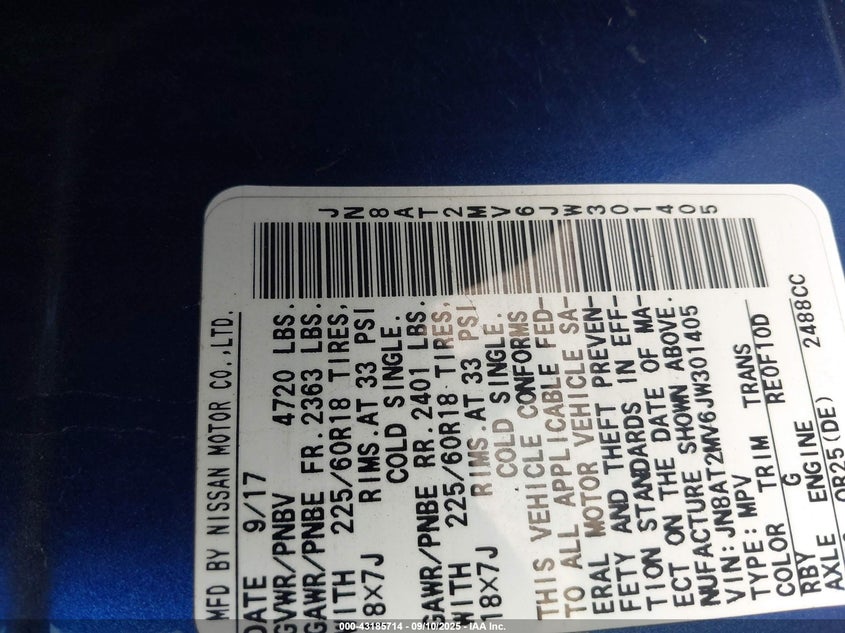 JN8AT2MV6JW301405
MFD BY NISSAN MOTOR CO.,LTD.
DATE 9/17
GVWR/PNBV 4720 LBS.
GAWR/PNBE FR.2363 LBS.
WITH 225/60R18 TIRES,
18×7J RIMS.AT 33 PSI
COLD SINGLE.
GAWR/PNBE RR.2401 LBS.
WITH 225/60R18 TIRES,
18×7J RIMS.AT 33 PSI
COLD SINGLE.
THIS VEHICLE CONFORMS
TO ALL APPLICABLE FED-
ERAL MOTOR VEHICLE SA-
FETY AND THEFT PREVEN-
TION STANDARDS IN EFF-
ECT ON THE DATE OF MA-
NUFACTURE SHOWN ABOVE.
VIN:JN8AT2MV6JW301405
TYPE: MPV
COLOR TRIM TRANS
RBY G RE0F10D
AXLE ENGINE 2488CC
QR25(DE)
000-43185714 - 09/10/2025 - IAA Inc.